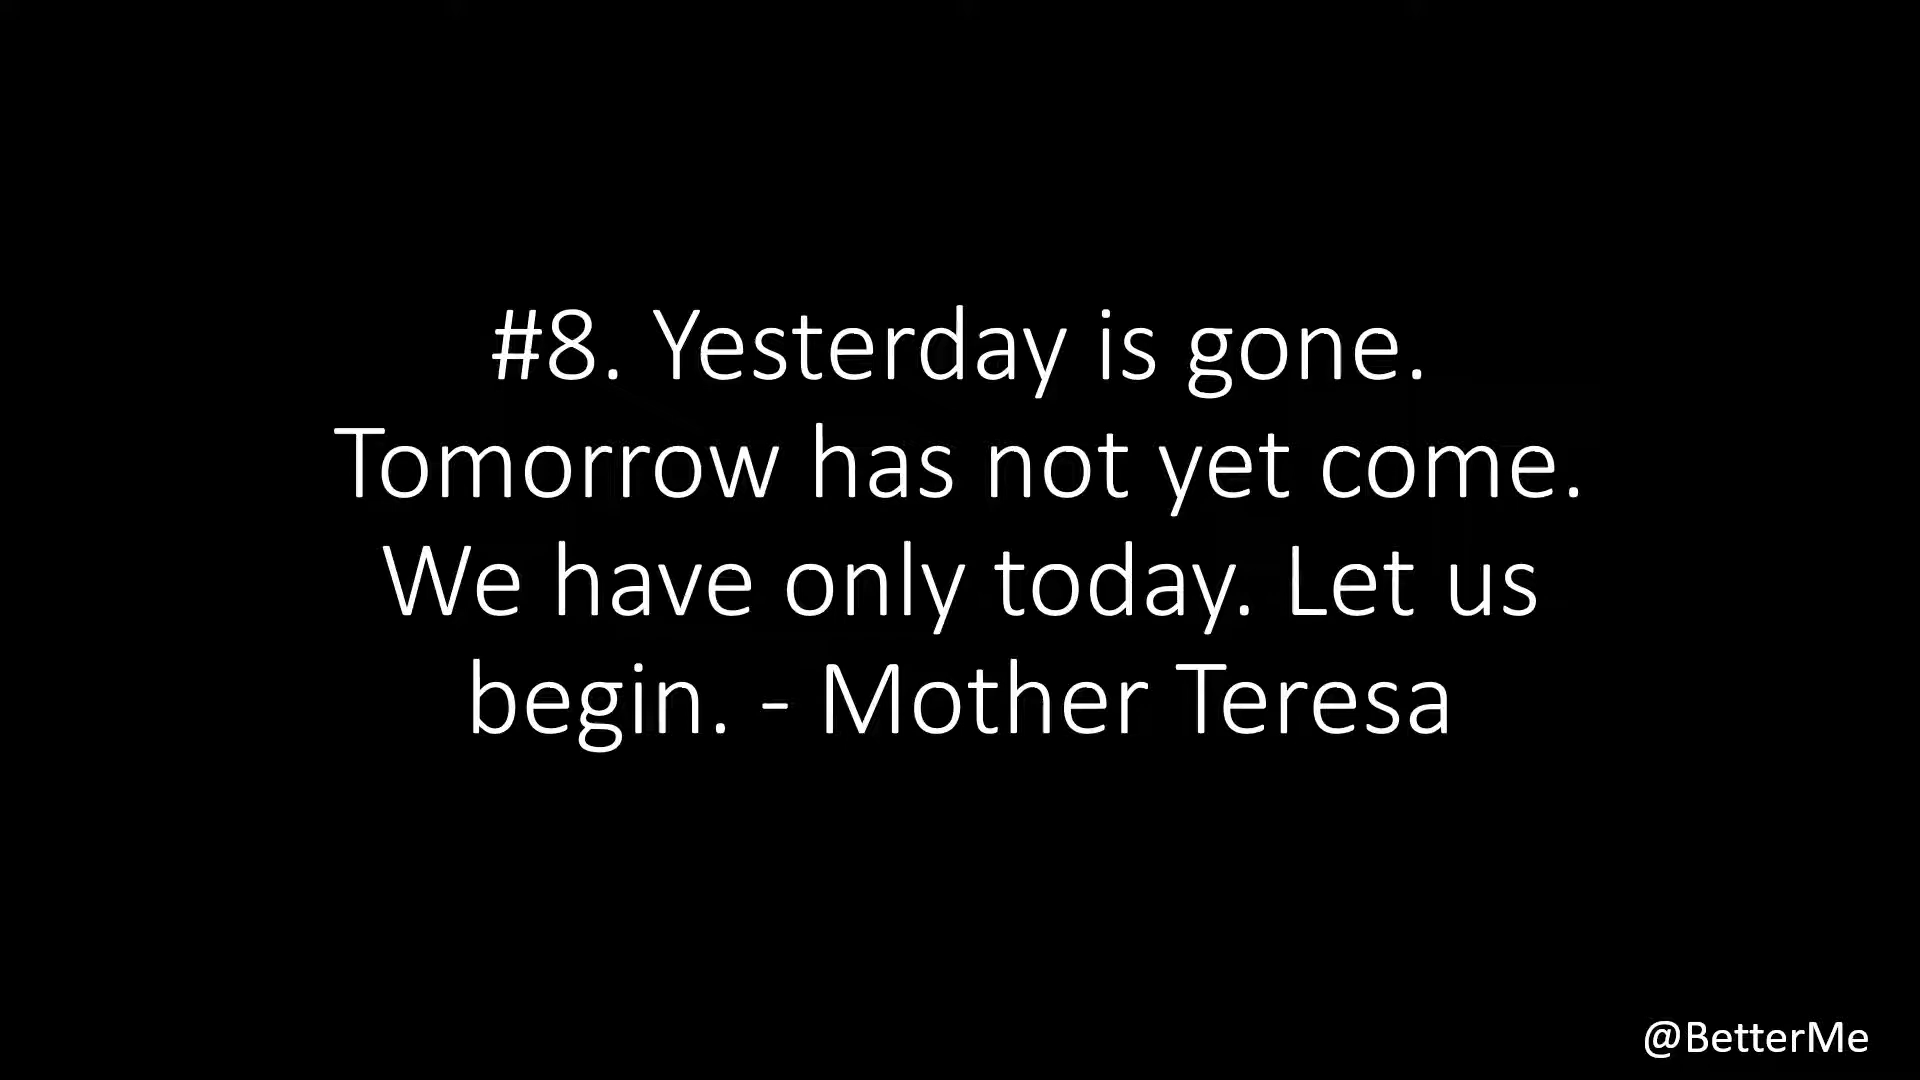 #8. Yesterday is gone.
Tomorrow has not yet come.
We have only today. Let us
begin. - Mother Teresa
@BetterMe